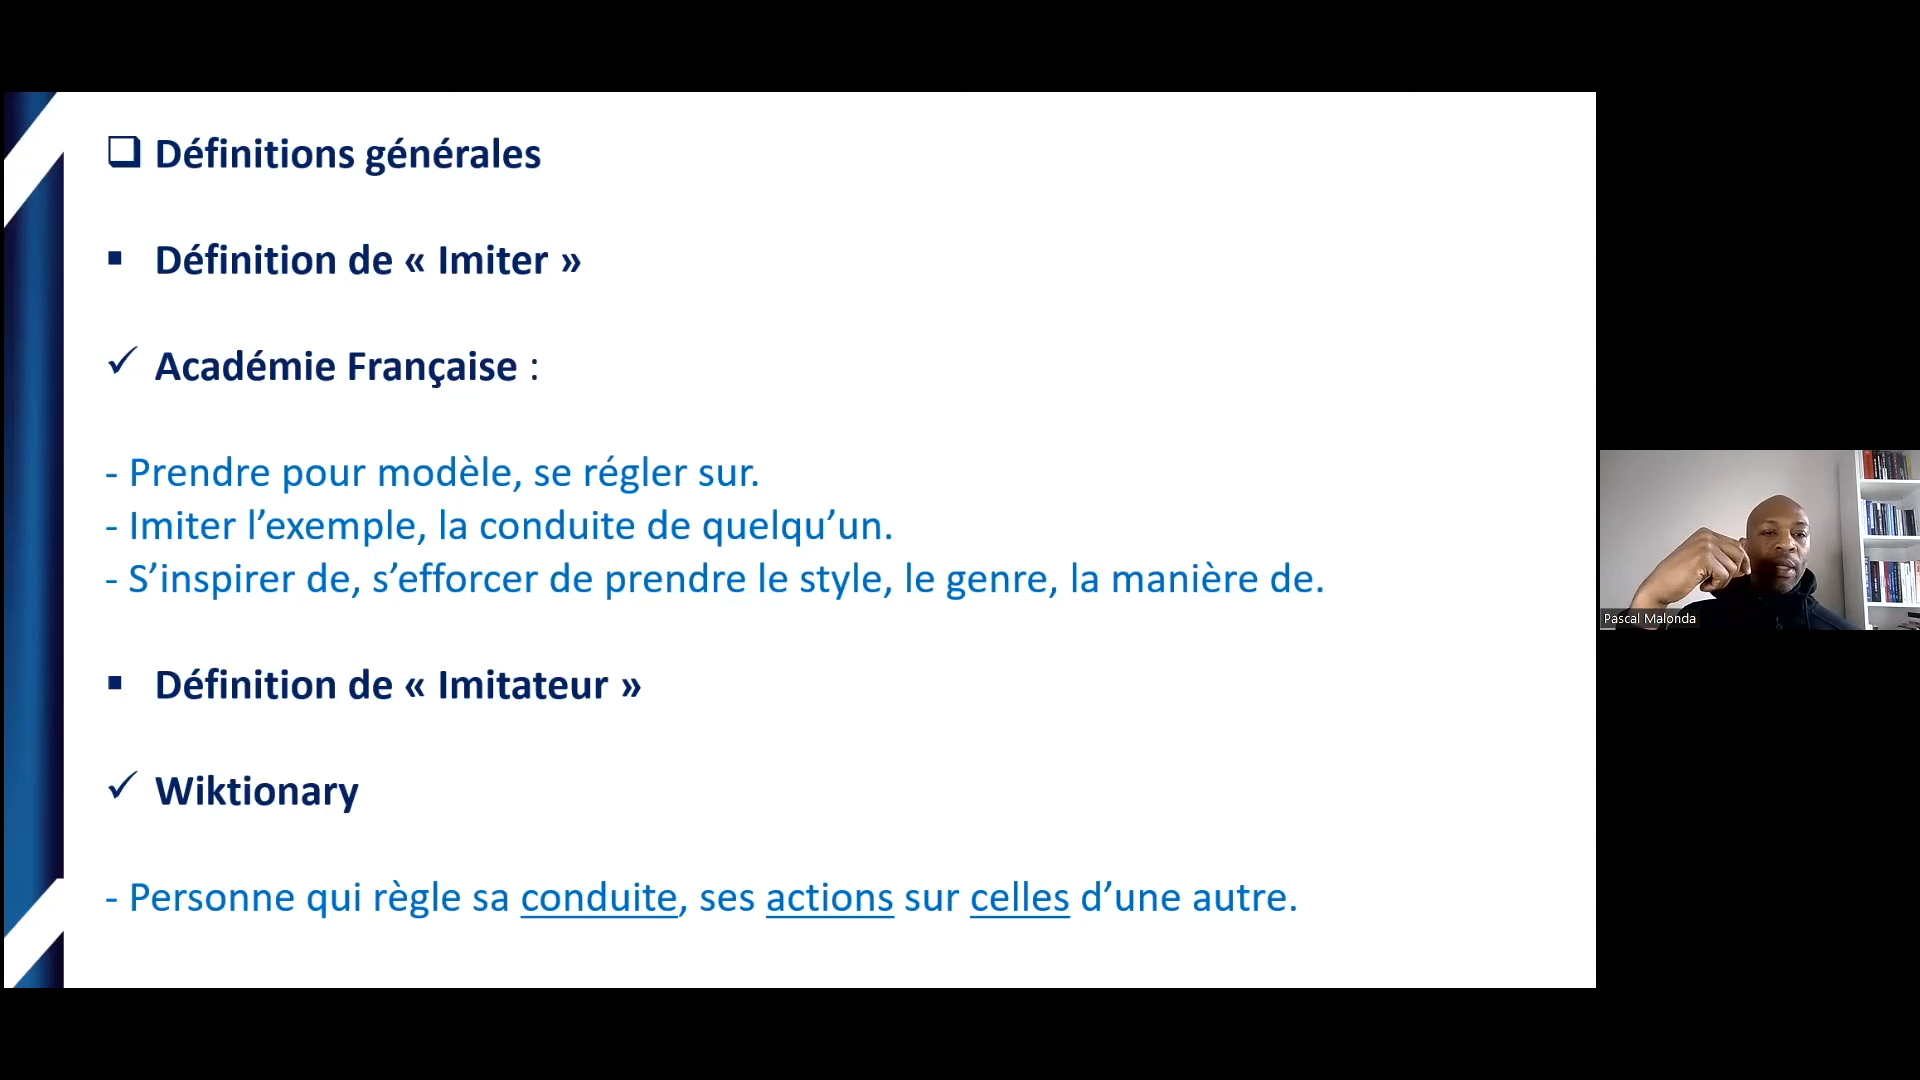 Définitions générales
Définition de « Imiter »
Académie Française :
- Prendre pour modèle, se régler sur.
- Imiter l’exemple, la conduite de quelqu’un.
- S’inspirer de, s’efforcer de prendre le style, le genre, la manière de.
Définition de « Imitateur »
Wiktionary
- Personne qui règle sa conduite, ses actions sur celles d’une autre.
Pascal Malonda